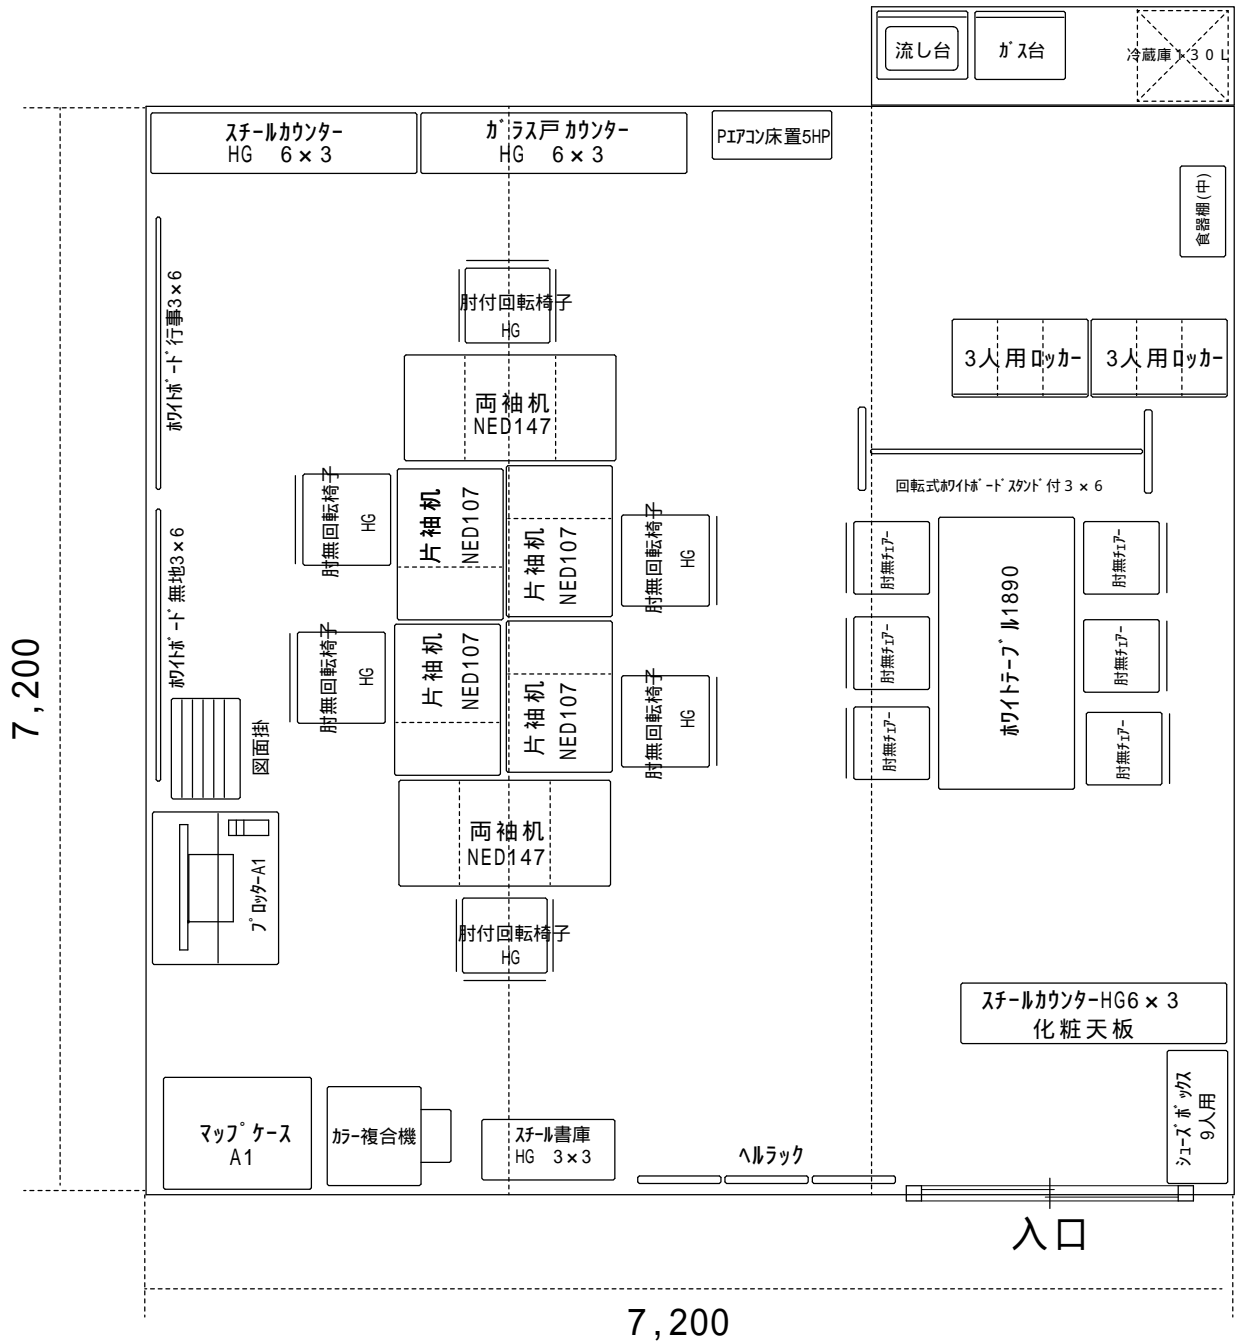 流し台
ガス台
冷蔵庫130L
スチールカウンター
HG 6×3
ガラス戸カウンター
HG 6×3
Pエアコン床置5HP
食器棚(中)
ホワイトボード行事3×6
肘付回転椅子
HG
3人用ロッカー
3人用ロッカー
両袖机
NED147
回転式ホワイトボードスタンド付3×6
肘無回転椅子
HG
片袖机
NED107
片袖机
NED107
肘無回転椅子
HG
ホワイトボード無地3×6
肘無チェアー
ホワイトテーブル1890
肘無チェアー
肘無回転椅子
HG
片袖机
NED107
片袖机
NED107
肘無回転椅子
HG
肘無チェアー
肘無チェアー
肘無チェアー
肘無チェアー
7,200
図面掛
両袖机
NED147
プロッターA1
肘付回転椅子
HG
スチールカウンターHG6×3
化粧天板
シューズボックス
9人用
マップケース
A1
カラー複合機
スチール書庫
HG 3×3
ヘルラック
入口
7,200